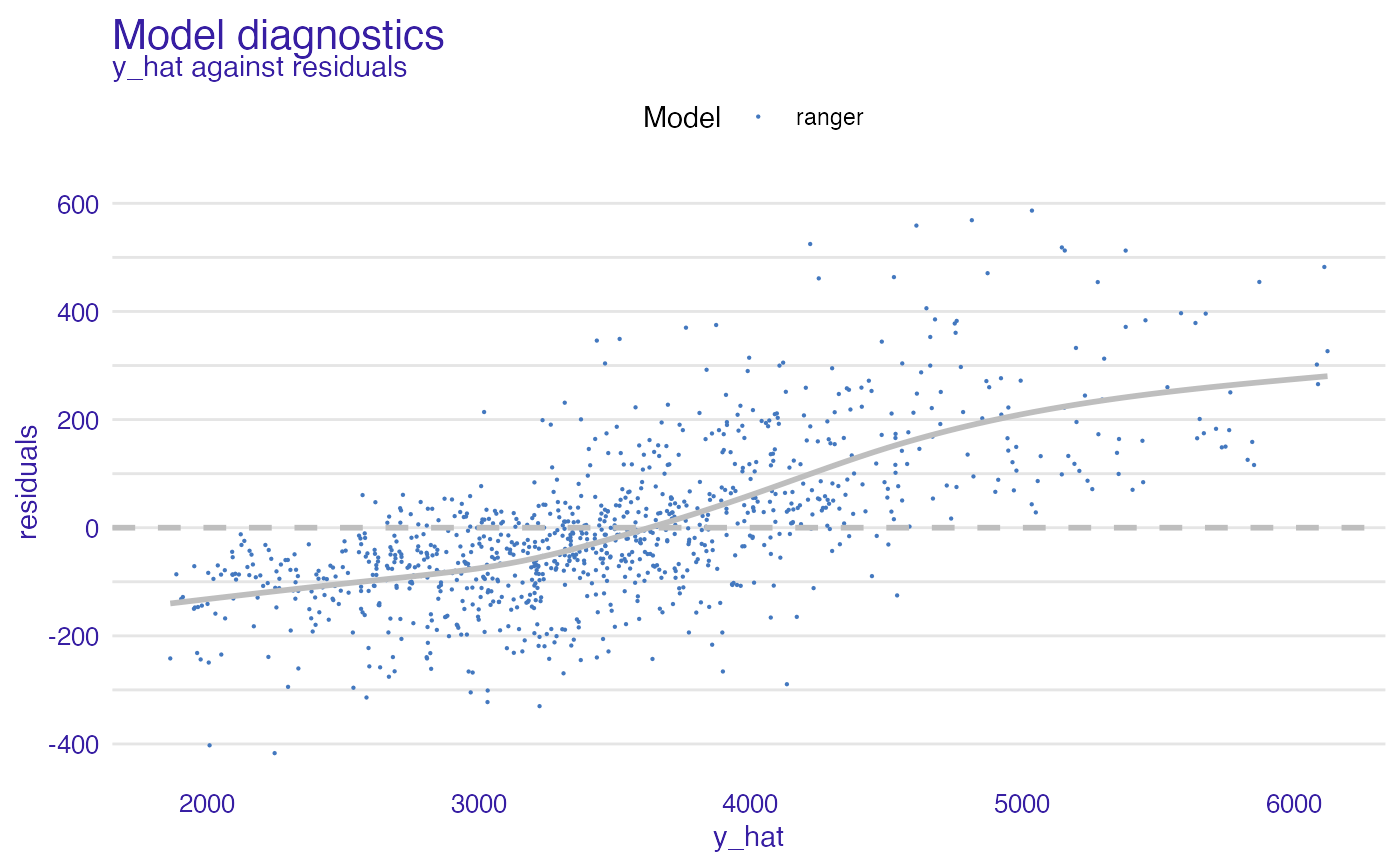 Model diagnostics
y_hat against residuals
Model ranger
600
400
200
0
-200
-400
residuals
2000 3000 4000 5000 6000
y_hat